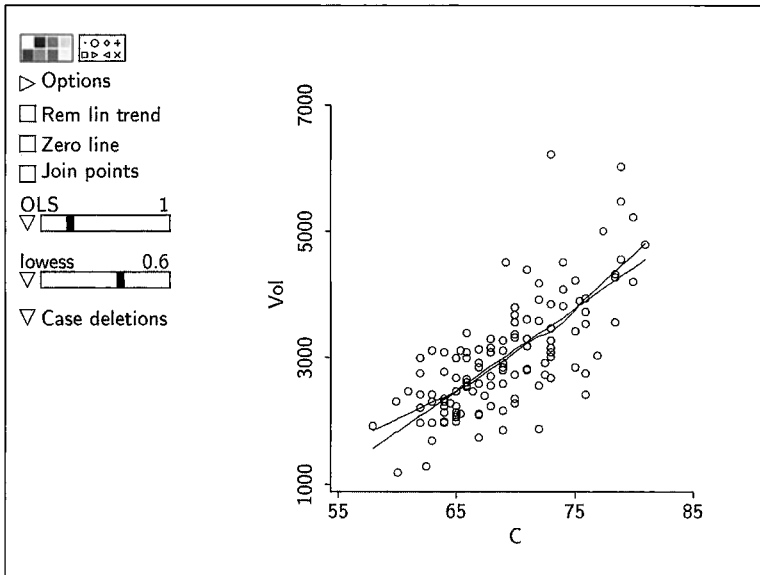 Options
Rem lin trend
Zero line
Join points
OLS 1
lowess 0.6
Case deletions
7000
5000
3000
1000
Vol
55 65 75 85
C